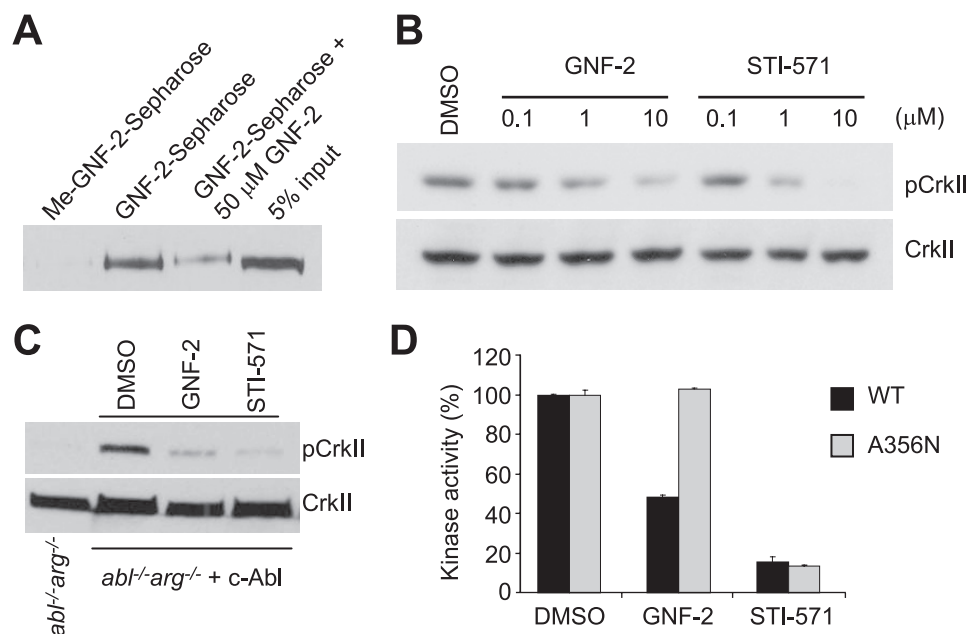 A
Me-GNF-2-Sepharose
GNF-2-Sepharose
GNF-2-Sepharose +
50 μM GNF-2
5% input
B
DMSO
GNF-2
STI-571
0.1 1 10 0.1 1 10 (μM)
pCrkII
CrkII
C
DMSO
GNF-2
STI-571
pCrkII
CrkII
abl-/-arg-/-
abl-/-arg-/- + c-Abl
D
Kinase activity (%)
120
100
80
60
40
20
0
DMSO GNF-2 STI-571
WT
A356N